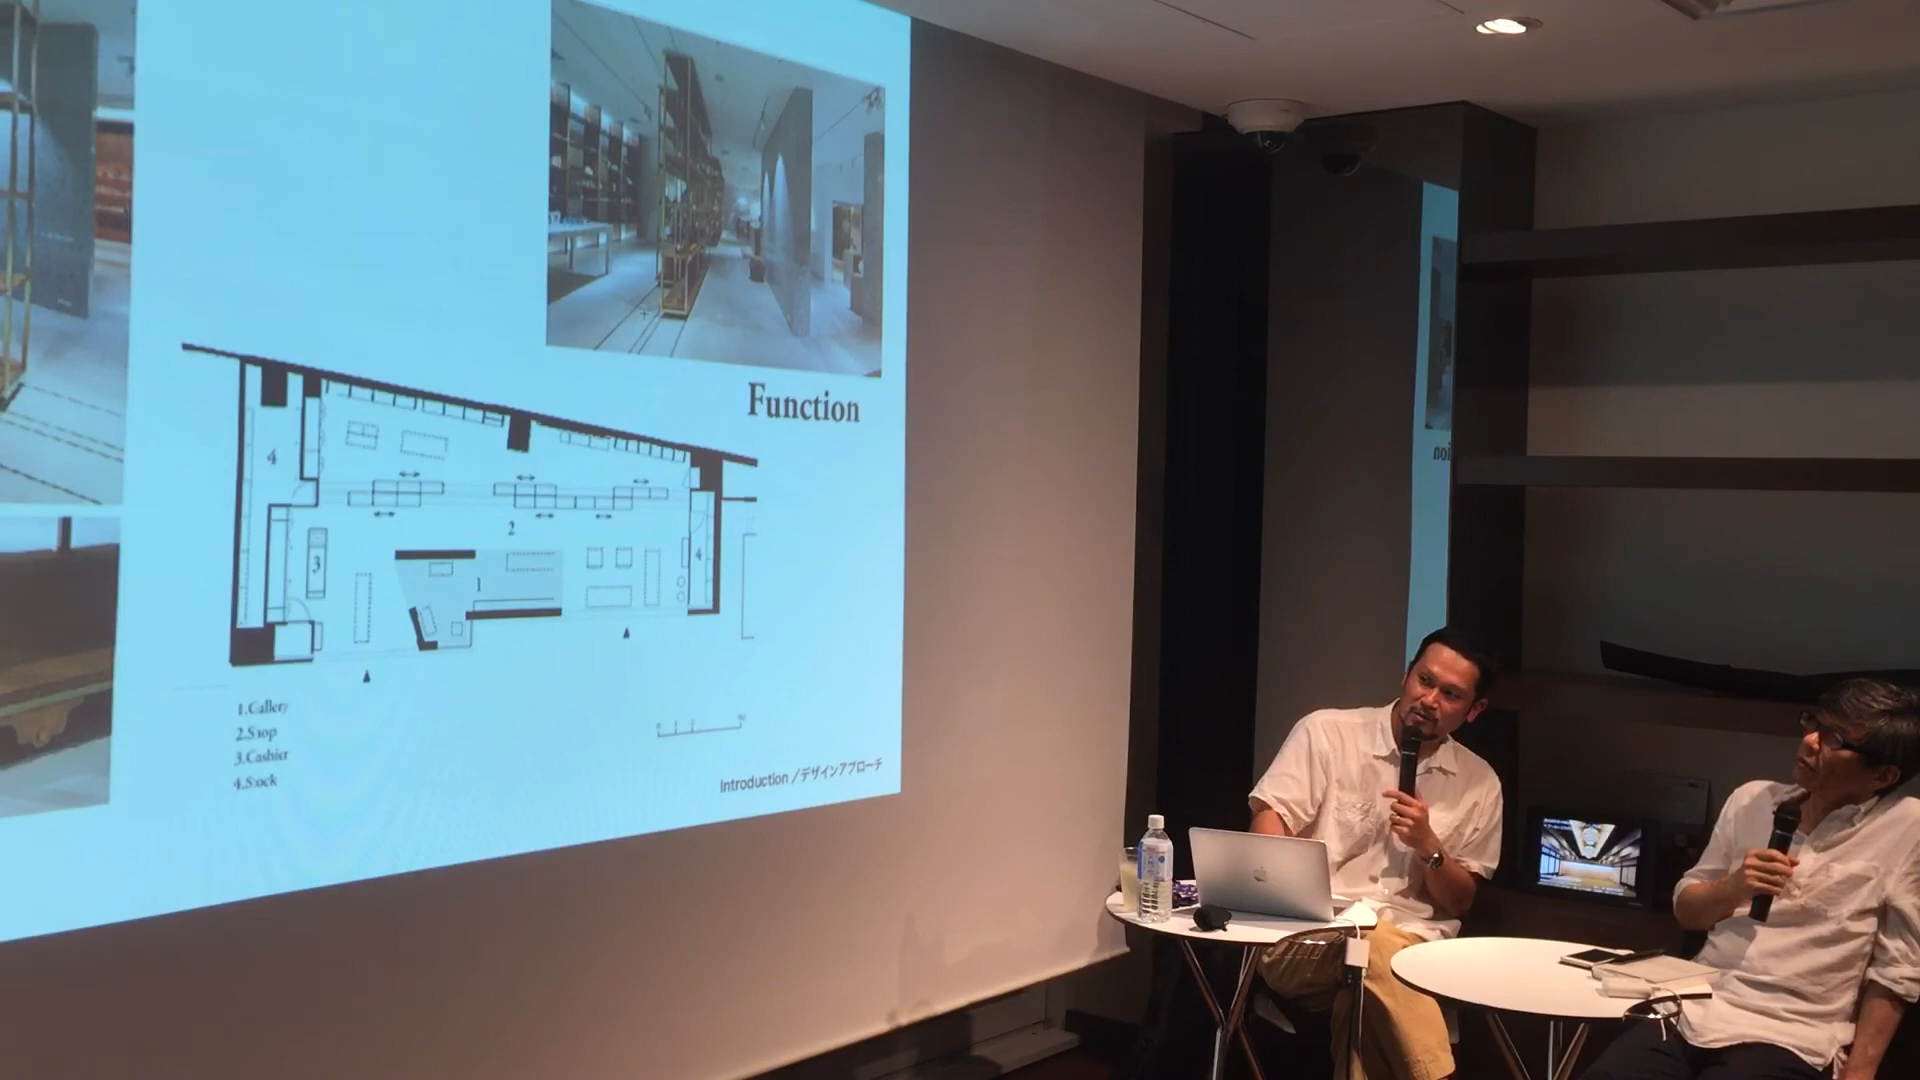 Function
4
2
3
4
1
1.Gallery
2.Shop
3.Cashier
4.Stock
Introduction /デザインアプローチ